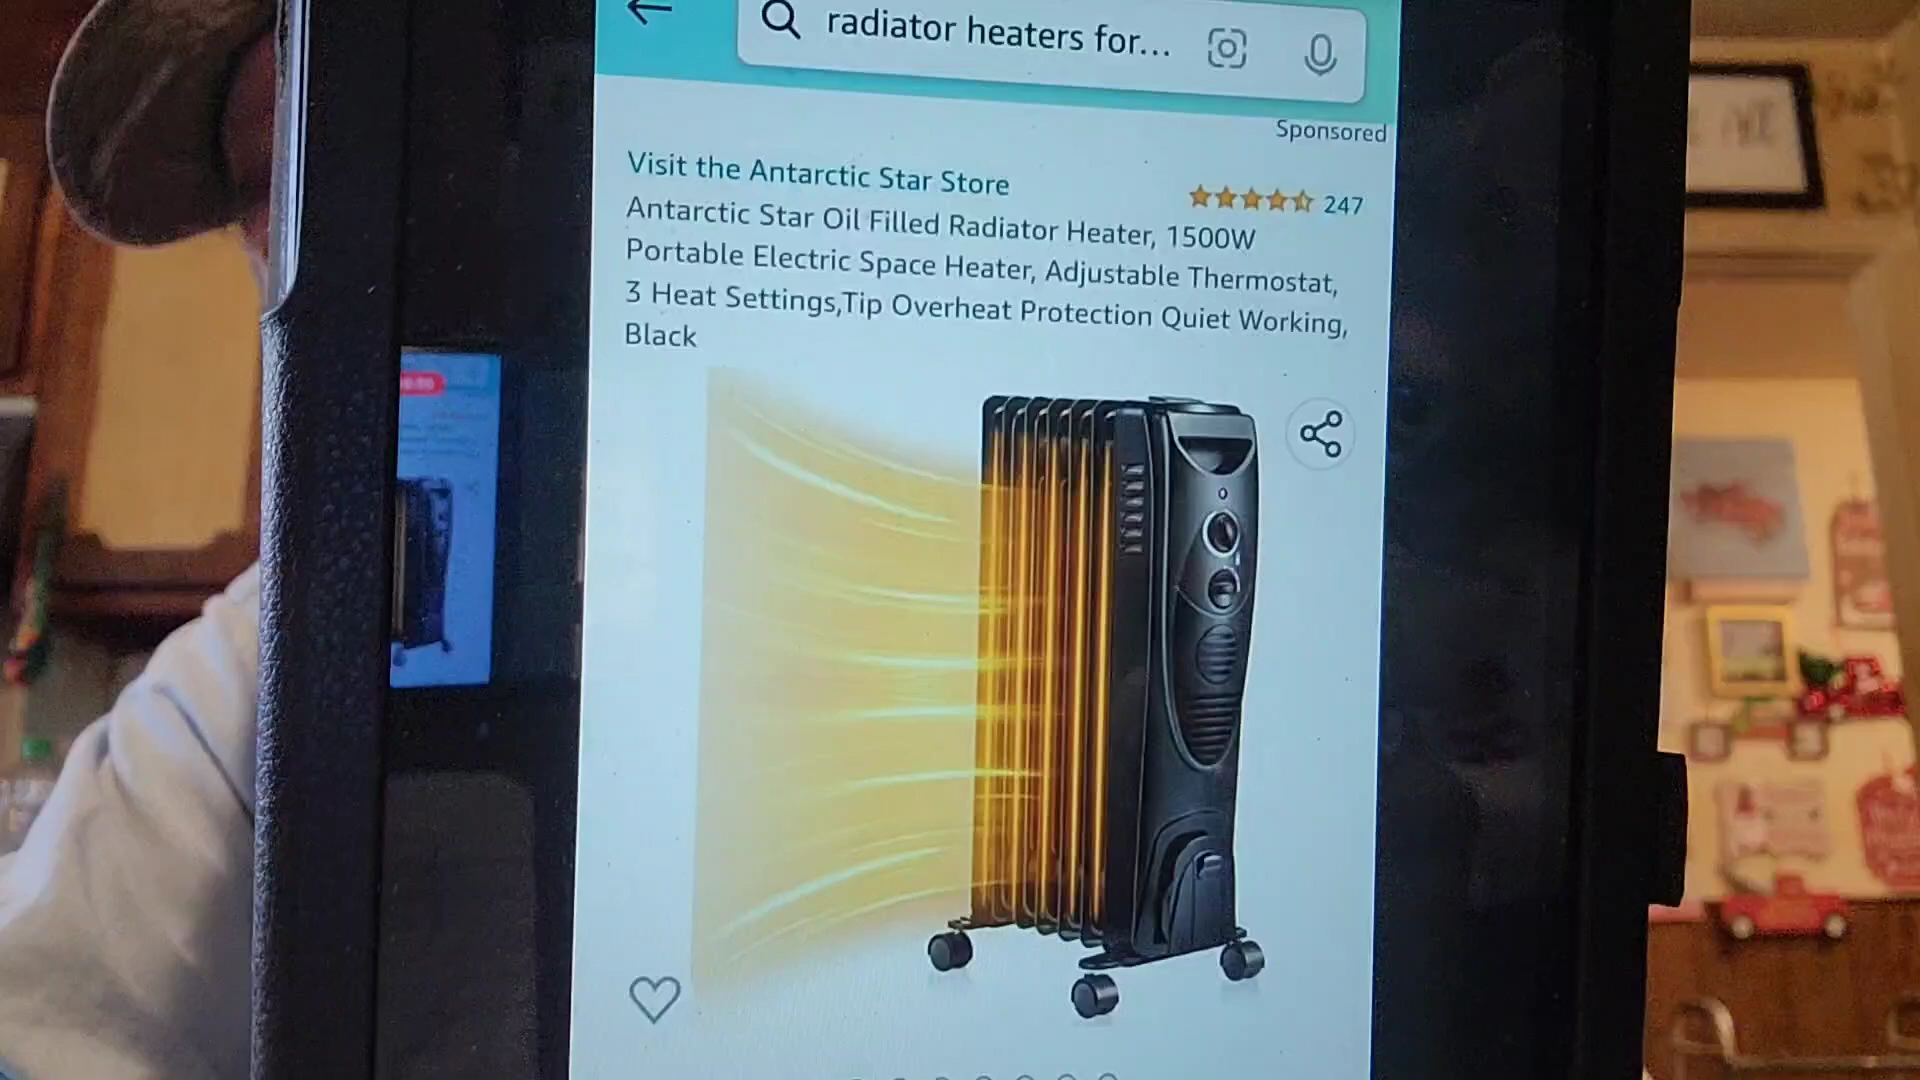 radiator heaters for...
Sponsored
Visit the Antarctic Star Store
247
Antarctic Star Oil Filled Radiator Heater, 1500W
Portable Electric Space Heater, Adjustable Thermostat,
3 Heat Settings,Tip Overheat Protection Quiet Working,
Black